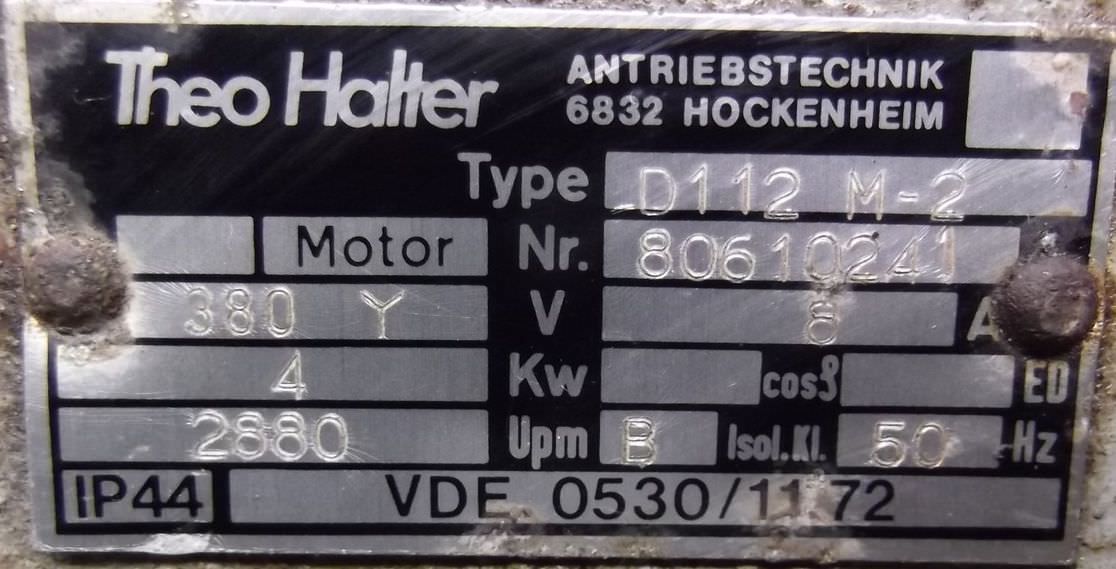 Theo Halter ANTRIEBSTECHNIK
6832 HOCKENHEIM
Type D112 M-2
Motor Nr. 80610241
380 Y V 8 A
4 Kw cosϑ ED
2880 Upm B Isol.Kl. 50 Hz
IP44 VDE 0530/11 72